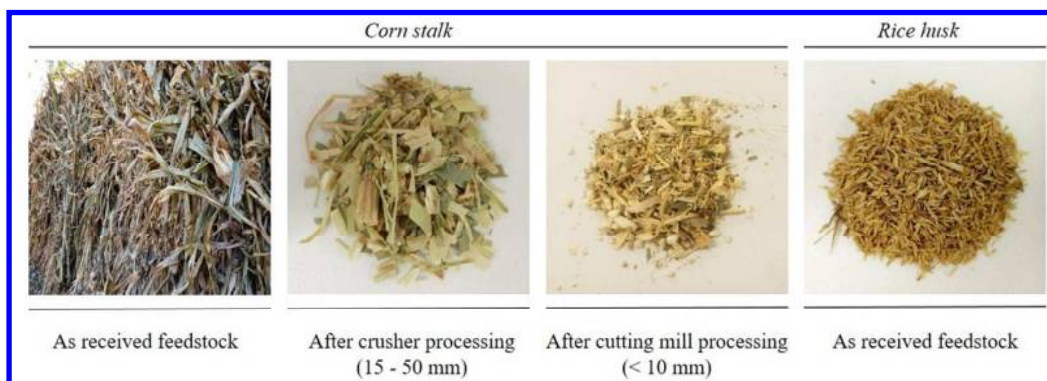 Corn stalk
Rice husk
As received feedstock
After crusher processing
(15 - 50 mm)
After cutting mill processing
(< 10 mm)
As received feedstock